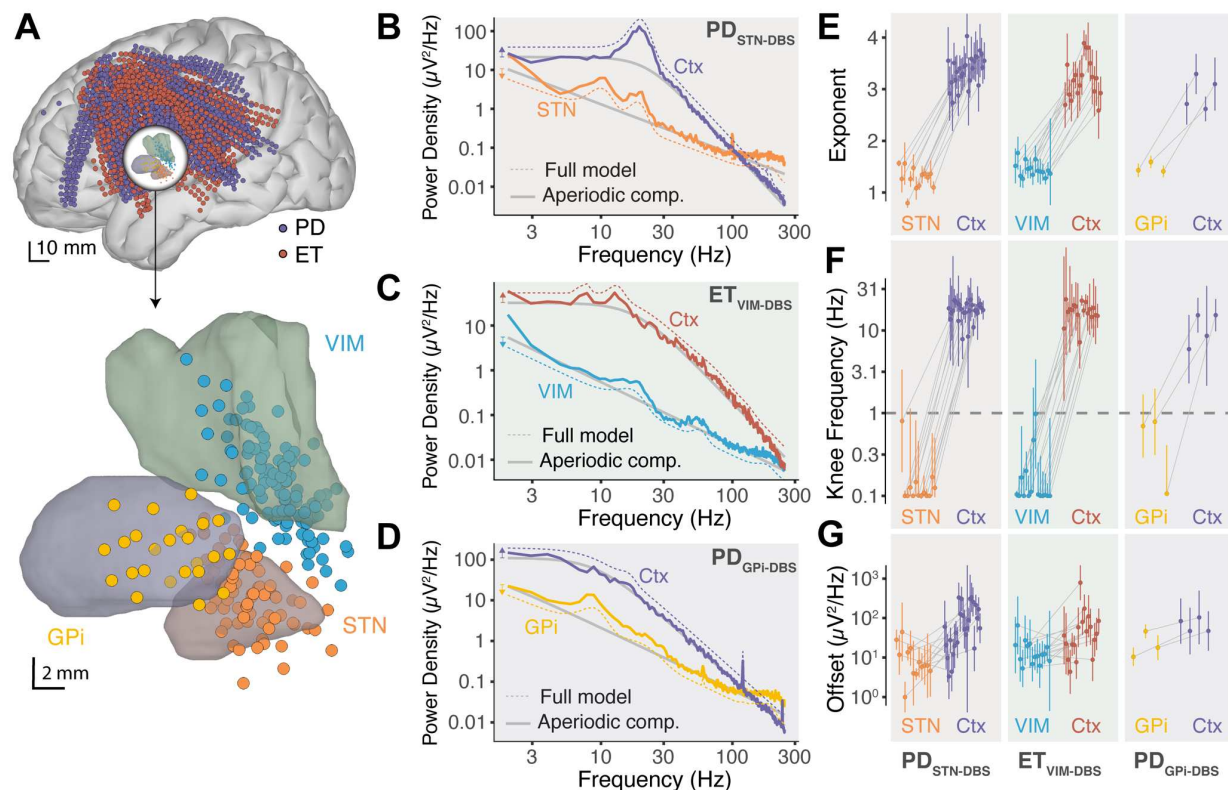 A
10 mm
PD
ET
VIM
GPi
STN
2 mm
B
PD STN-DBS
Power Density (µV²/Hz)
100
10
1
0.1
0.01
Ctx
STN
Full model
Aperiodic comp.
3 10 30 100 300
Frequency (Hz)
C
ET VIM-DBS
Power Density (µV²/Hz)
10
1
0.1
0.01
Ctx
VIM
Full model
Aperiodic comp.
3 10 30 100 300
Frequency (Hz)
D
PD GPi-DBS
Power Density (µV²/Hz)
100
10
1
0.1
0.01
Ctx
GPi
Full model
Aperiodic comp.
3 10 30 100 300
Frequency (Hz)
E
Exponent
4
3
2
1
STN Ctx VIM Ctx GPi Ctx
F
Knee Frequency (Hz)
31
10
3.1
1
0.1
STN Ctx VIM Ctx GPi Ctx
G
Offset (µV²/Hz)
10³
10²
10¹
10⁰
STN Ctx VIM Ctx GPi Ctx
PD STN-DBS ET VIM-DBS PD GPi-DBS